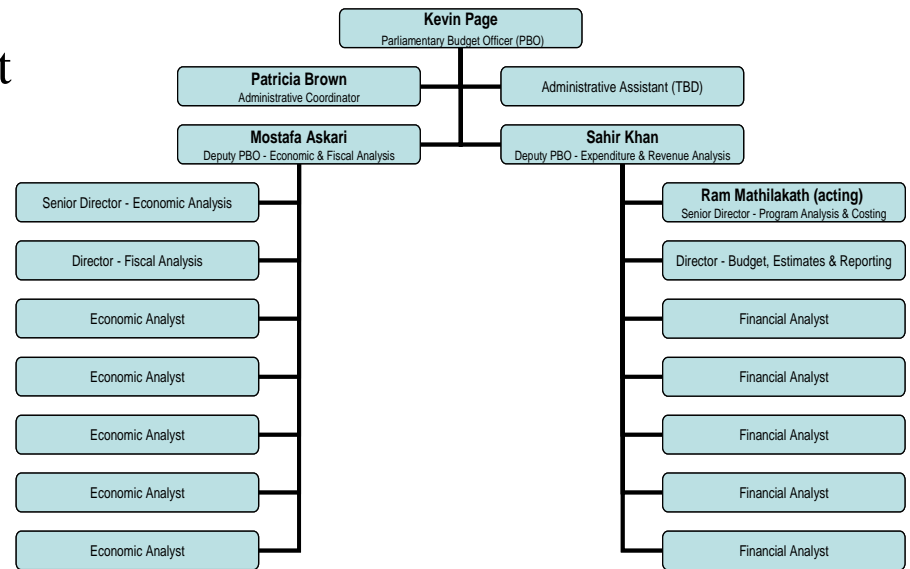 t
Kevin Page
Parliamentary Budget Officer (PBO)
Patricia Brown
Administrative Coordinator
Administrative Assistant (TBD)
Mostafa Askari
Deputy PBO - Economic & Fiscal Analysis
Sahir Khan
Deputy PBO - Expenditure & Revenue Analysis
Senior Director - Economic Analysis
Ram Mathilakath (acting)
Senior Director - Program Analysis & Costing
Director - Fiscal Analysis
Director - Budget, Estimates & Reporting
Economic Analyst
Financial Analyst
Economic Analyst
Financial Analyst
Economic Analyst
Financial Analyst
Economic Analyst
Financial Analyst
Economic Analyst
Financial Analyst